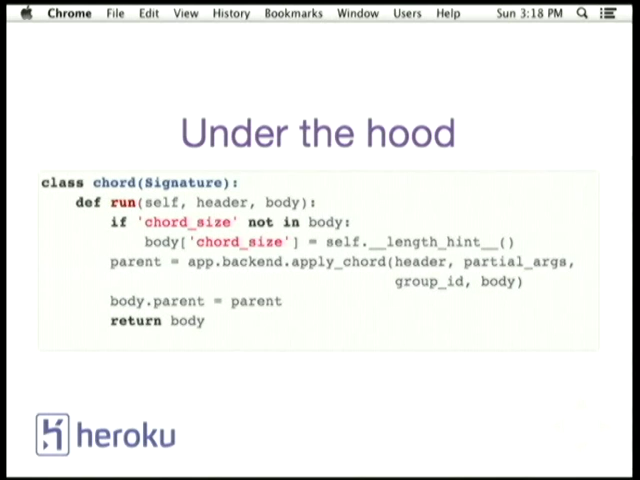 Chrome File Edit View History Bookmarks Window Users Help Sun 3:18 PM
Under the hood
class chord(Signature):
    def run(self, header, body):
        if 'chord_size' not in body:
            body['chord_size'] = self.__length_hint__()
        parent = app.backend.apply_chord(header, partial_args,
                                         group_id, body)
        body.parent = parent
        return body
heroku